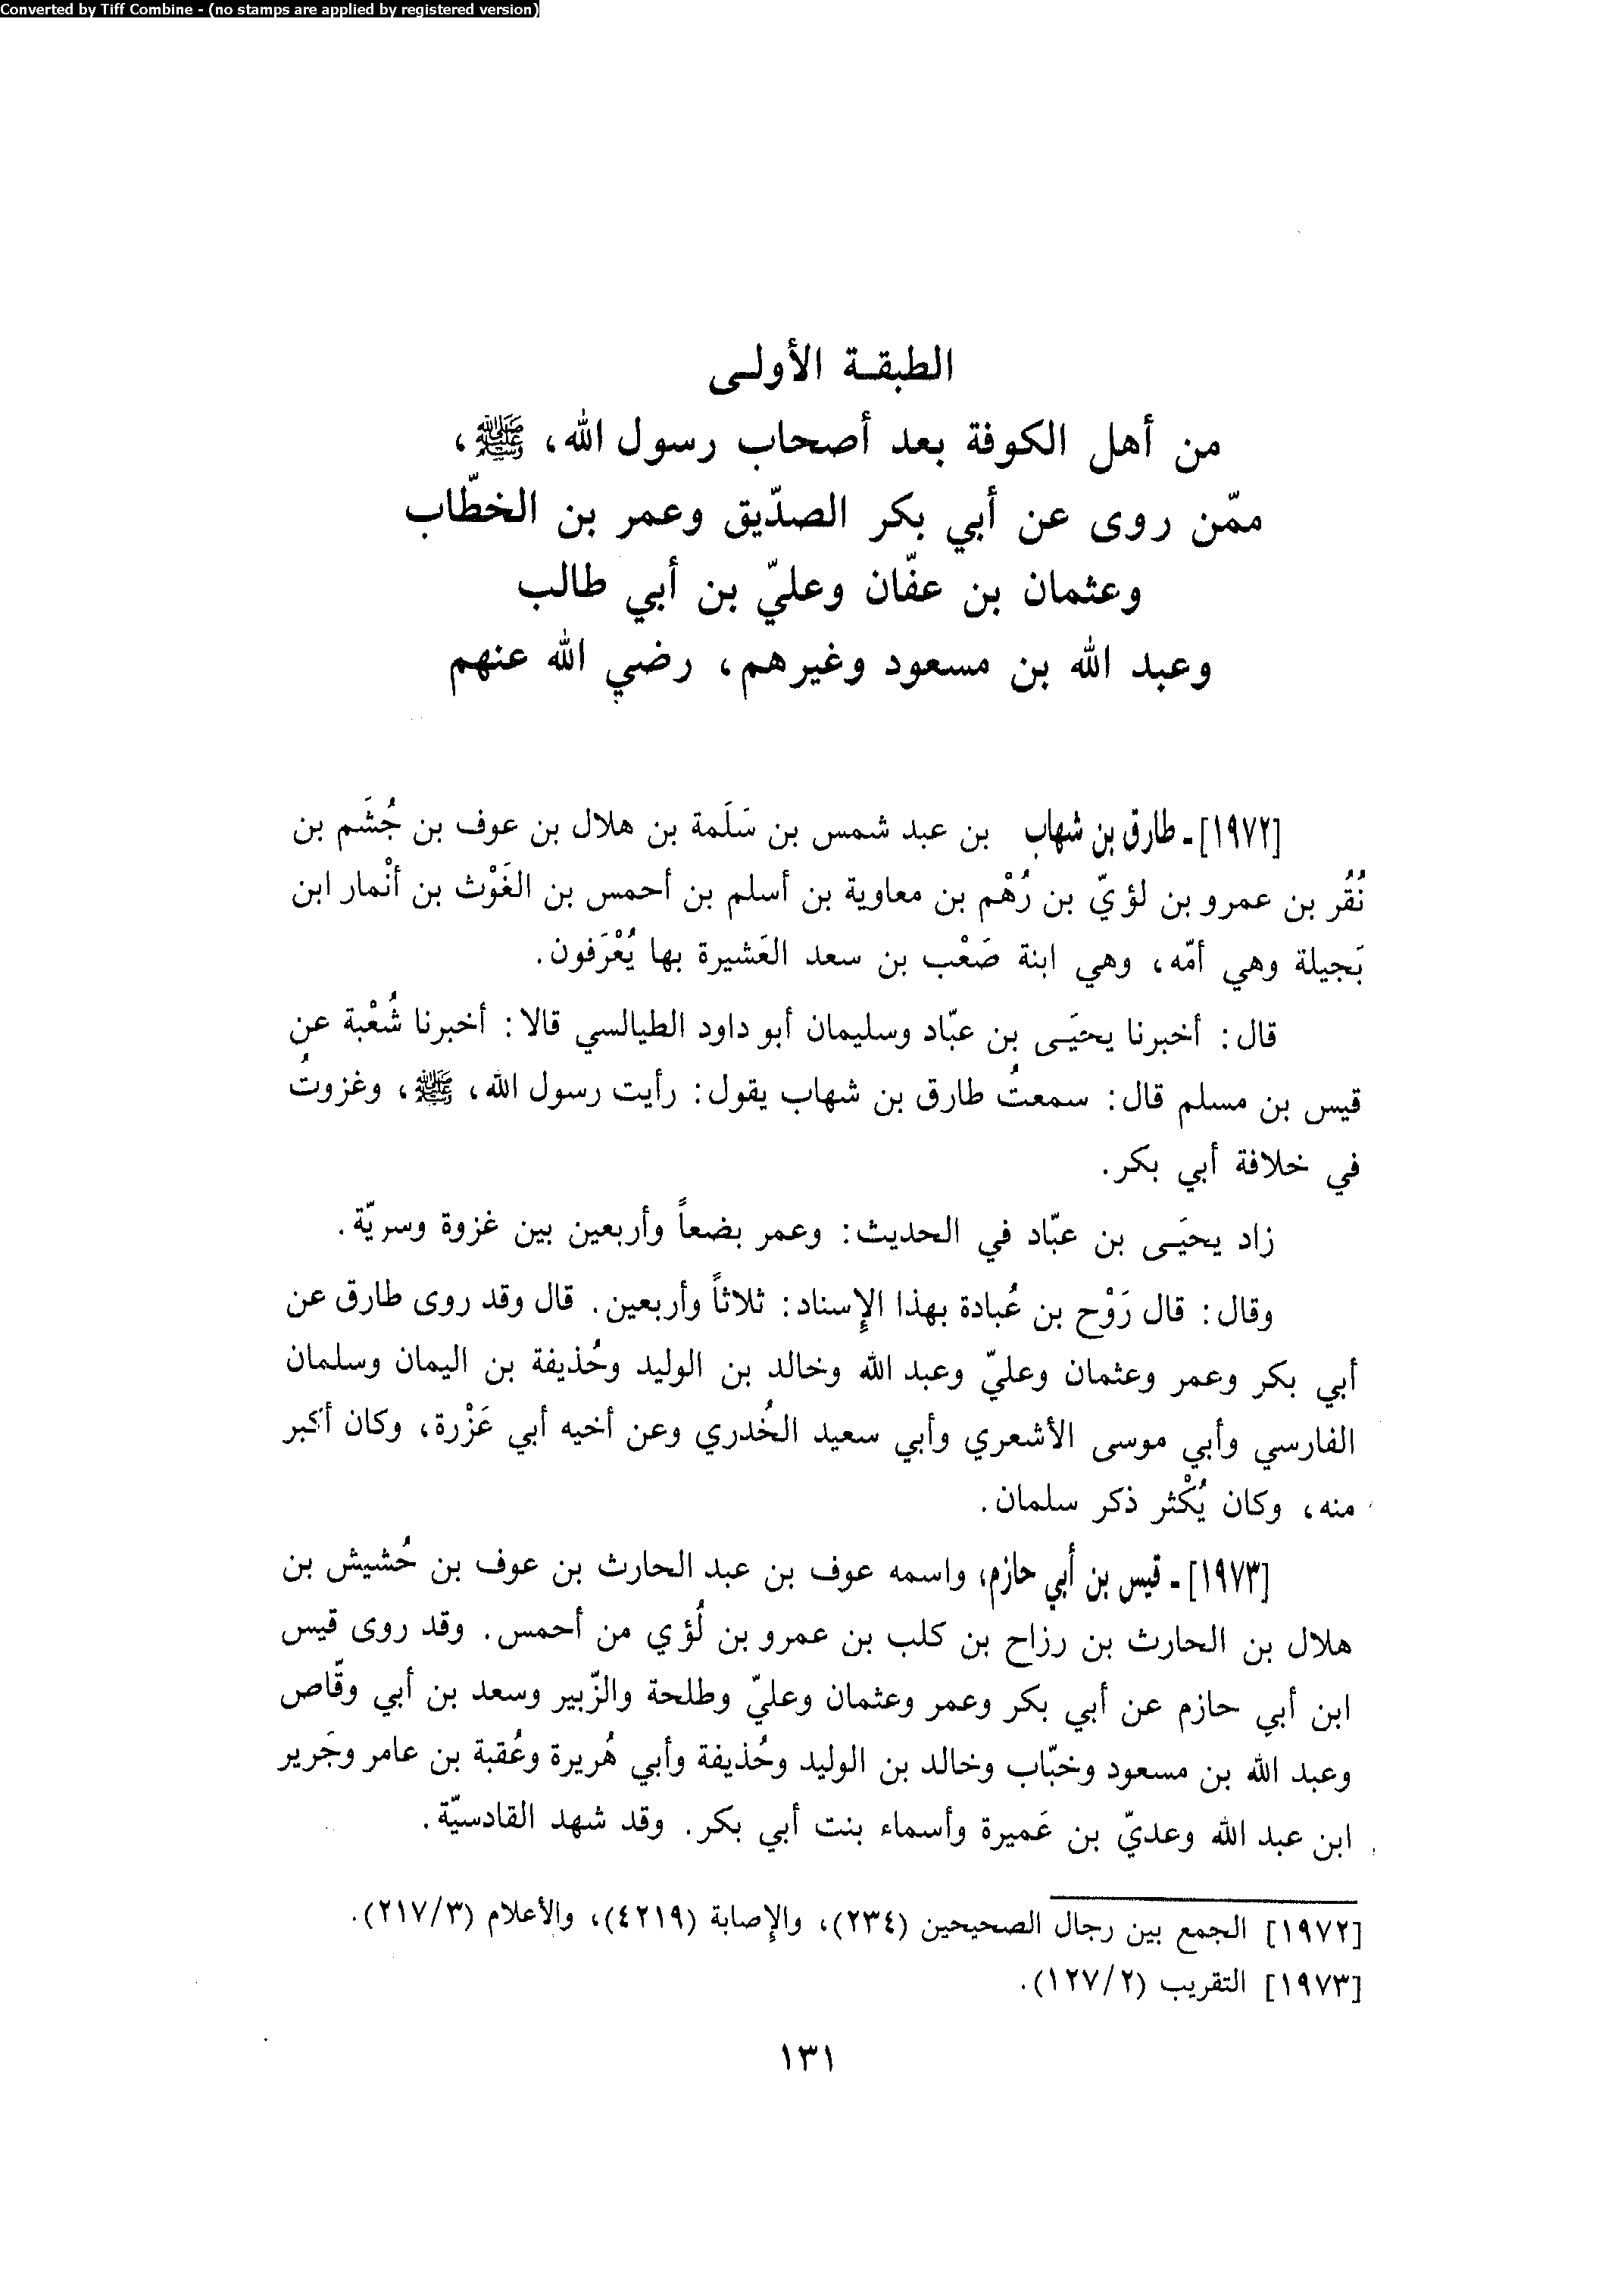 Converted by Tiff Combine - (no stamps are applied by registered version)
الطبقـة الأولـى
من أهل الكوفة بعد أصحاب رسول الله، ﷺ،
ممّن روى عن أبي بكر الصدّيق وعمر بن الخطّاب
وعثمان بن عفّان وعليّ بن أبي طالب
وعبد الله بن مسعود وغيرهم، رضي الله عنهم
[١٩٧٢] ـ طارق بن شهاب بن عبد شمس بن سَلَمة بن هلال بن عوف بن جُشَم بن
نُفُر بن عمرو بن لؤيّ بن رُهْم بن معاوية بن أسلم بن أحمس بن الغَوْث بن أنْمار ابن
بَجيلة وهي أمّه، وهي ابنة صَعْب بن سعد العَشيرة بها يُعْرَفون.
قال: أخبرنا يحيَـى بن عبّاد وسليمان أبو داود الطيالسي قالا: أخبرنا شُعْبة عن
قيس بن مسلم قال: سمعتُ طارق بن شهاب يقول: رأيت رسول الله، ﷺ، وغزوتُ
في خلافة أبي بكر.
زاد يحيَـى بن عبّاد في الحديث: وعمر بضعاً وأربعين بين غزوة وسريّة.
وقال: قال رَوْح بن عُبادة بهذا الإسناد: ثلاثاً وأربعين. قال وقد روى طارق عن
أبي بكر وعمر وعثمان وعليّ وعبد الله وخالد بن الوليد وحُذيفة بن اليمان وسلمان
الفارسي وأبي موسى الأشعري وأبي سعيد الخُدري وعن أخيه أبي عَزْرة، وكان أكبر
منه، وكان يُكْثر ذكر سلمان.
[١٩٧٣] ـ قيس بن أبي حازم، واسمه عوف بن عبد الحارث بن عوف بن حُشيش بن
هلال بن الحارث بن رزاح بن كلب بن عمرو بن لُؤي من أحمس. وقد روى قيس
ابن أبي حازم عن أبي بكر وعمر وعثمان وعليّ وطلحة والزّبير وسعد بن أبي وقّاص
وعبد الله بن مسعود وخبّاب وخالد بن الوليد وحُذيفة وأبي هُريرة وعُقبة بن عامر وجَرير
ابن عبد الله وعديّ بن عَميرة وأسماء بنت أبي بكر. وقد شهد القادسيّة.
[١٩٧٢] الجمع بين رجال الصحيحين (٢٣٤)، والإصابة (٤٢١٩)، والأعلام (٢١٧/٣).
[١٩٧٣] التقريب (١٢٧/٢).
١٣١